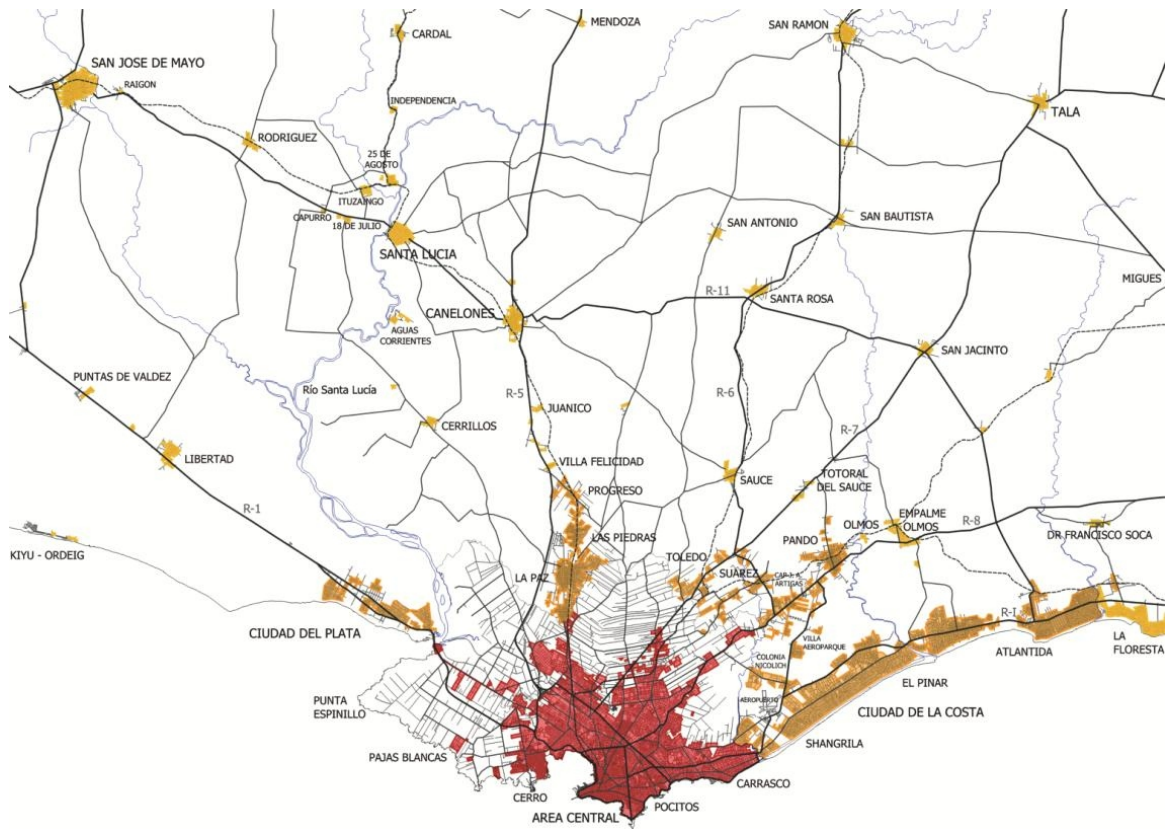 MENDOZA
SAN RAMON
CARDAL
SAN JOSE DE MAYO
RAIGON
INDEPENDENCIA
TALA
RODRIGUEZ
25 DE
AGOSTO
ITUZAINGO
CAPURRO
18 DE JULIO
SAN ANTONIO
SAN BAUTISTA
SANTA LUCIA
MIGUES
R-11
SANTA ROSA
CANELONES
AGUAS
CORRIENTES
SAN JACINTO
PUNTAS DE VALDEZ
Río Santa Lucía
R-5
R-6
JUANICO
CERRILLOS
R-7
LIBERTAD
VILLA FELICIDAD
SAUCE
TOTORAL
DEL SAUCE
PROGRESO
R-1
EMPALME
OLMOS
OLMOS
R-8
KIYU - ORDEIG
LAS PIEDRAS
PANDO
DR FRANCISCO SOCA
TOLEDO
LA PAZ
SUAREZ
CAP. J. A.
ARTIGAS
R-I
CIUDAD DEL PLATA
VILLA
AEROPARQUE
ATLANTIDA
LA
FLORESTA
COLONIA
NICOLICH
EL PINAR
PUNTA
ESPINILLO
AEROPUERTO
CIUDAD DE LA COSTA
SHANGRILA
PAJAS BLANCAS
CARRASCO
CERRO
POCITOS
AREA CENTRAL